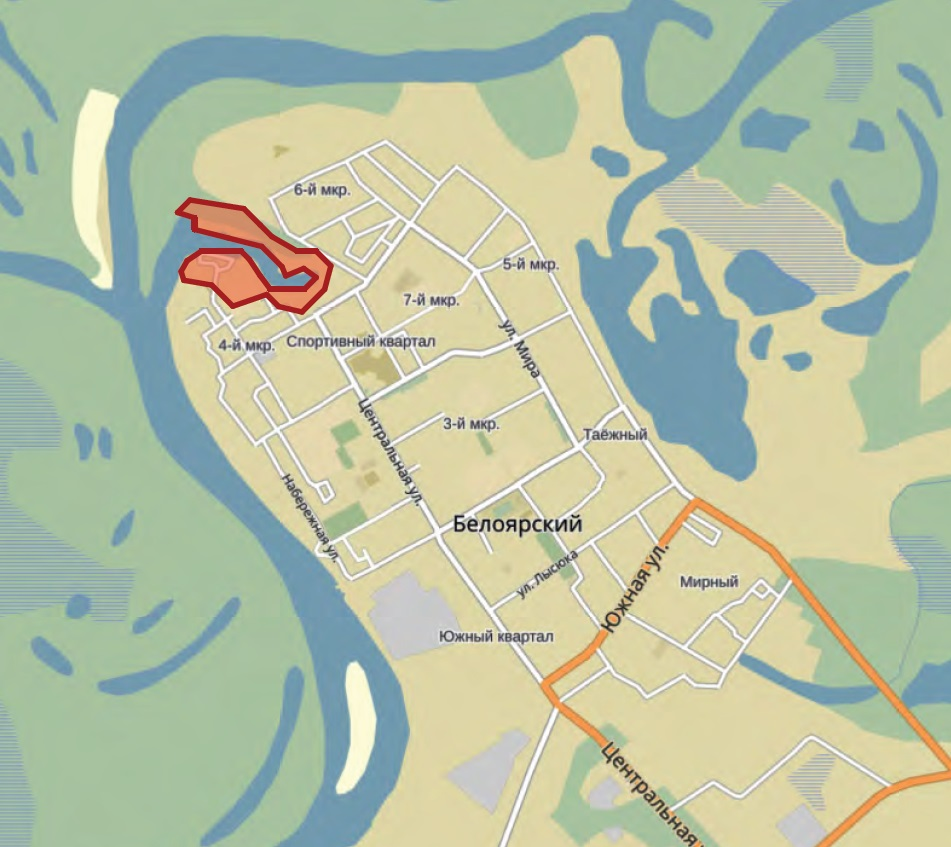 6-й мкр.
5-й мкр.
7-й мкр.
4-й мкр.
Спортивный квартал
ул. Мира
Центральная ул.
3-й мкр.
Таёжный
Набережная ул.
Белоярский
ул. Лысюка
Южная ул.
Мирный
Южный квартал
Центральная